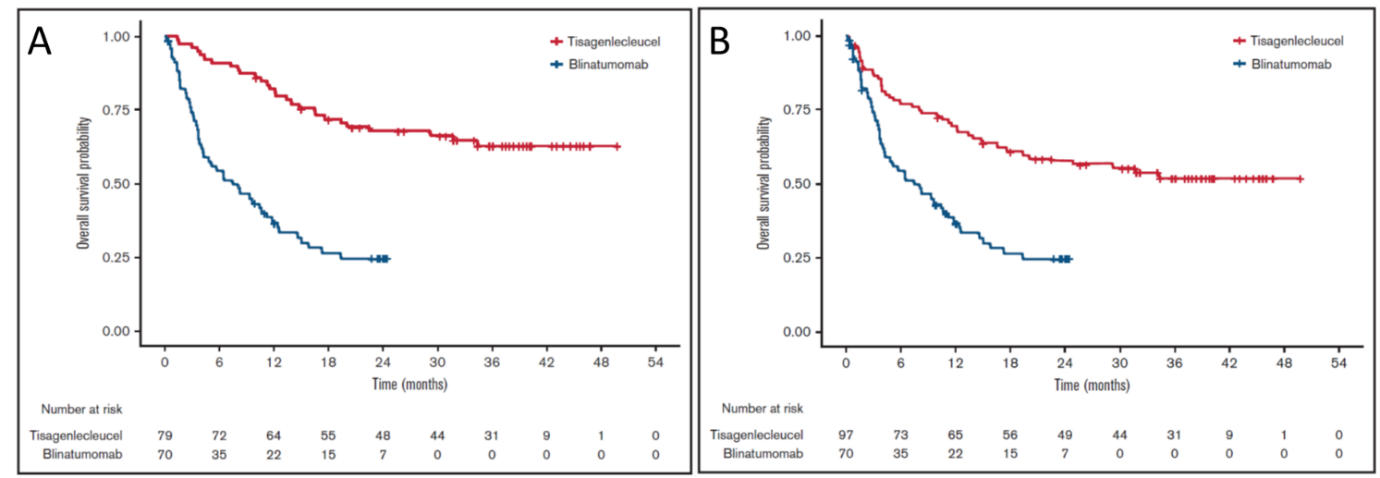 A
Overall survival probability
1.00
0.75
0.50
0.25
0.00
Tisagenlecleucel
Blinatumomab
0 6 12 18 24 30 36 42 48 54
Time (months)
Number at risk
Tisagenlecleucel 79 72 64 55 48 44 31 9 1 0
Blinatumomab 70 35 22 15 7 0 0 0 0 0
B
Overall survival probability
1.00
0.75
0.50
0.25
0.00
Tisagenlecleucel
Blinatumomab
0 6 12 18 24 30 36 42 48 54
Time (months)
Number at risk
Tisagenlecleucel 97 73 65 56 49 44 31 9 1 0
Blinatumomab 70 35 22 15 7 0 0 0 0 0